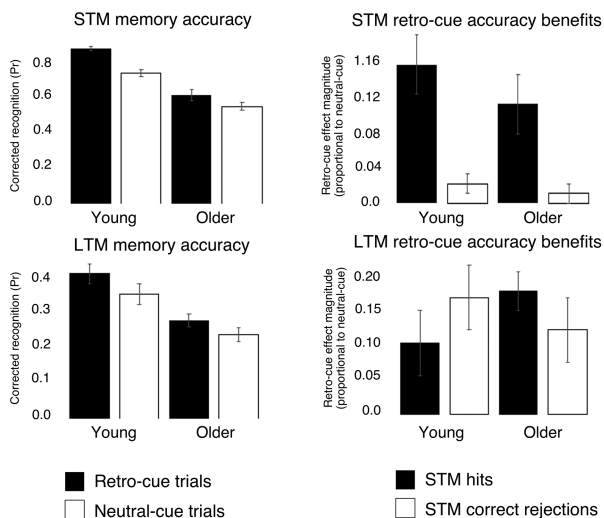 STM memory accuracy
Corrected recognition (Pr)
0.8
0.6
0.4
0.2
0.0
Young Older
STM retro-cue accuracy benefits
Retro-cue effect magnitude
(proportional to neutral-cue)
1.16
0.12
0.04
0.0
Young Older
LTM memory accuracy
Corrected recognition (Pr)
0.4
0.3
0.2
0.1
0.0
Young Older
LTM retro-cue accuracy benefits
Retro-cue effect magnitude
(proportional to neutral-cue)
0.20
0.15
0.10
0.05
0.0
Young Older
Retro-cue trials
Neutral-cue trials
STM hits
STM correct rejections